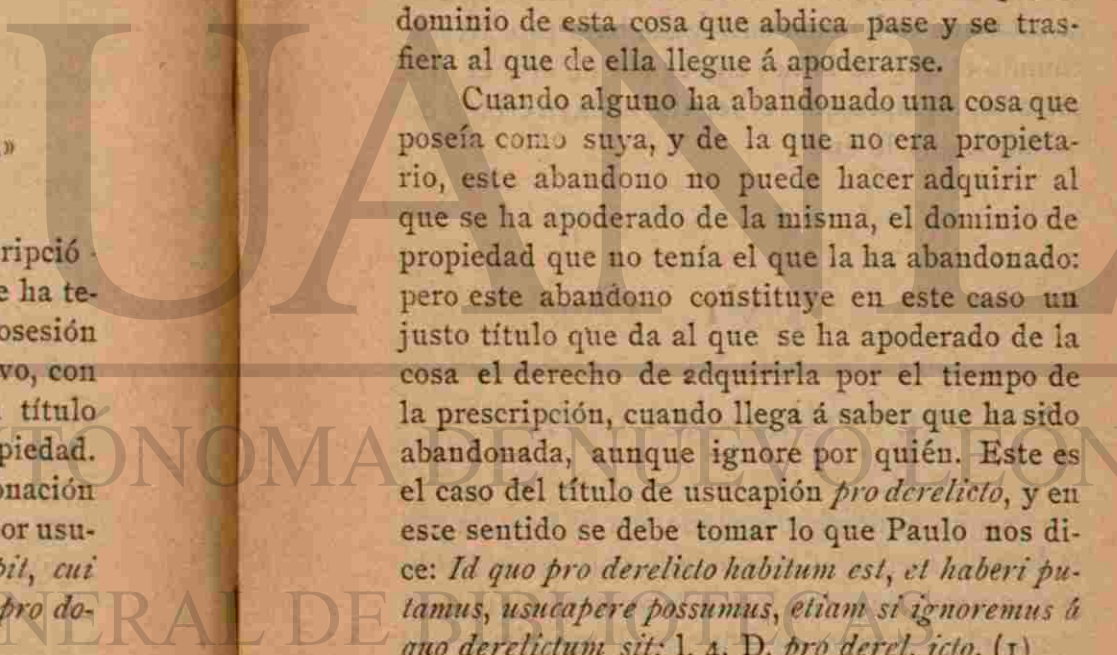 »
ripció -
e ha te-
osesión
vo, con
título
piedad.
onación
or usu-
bit, cui
pro do-
dominio de esta cosa que abdica pase y se tras-
fiera al que de ella llegue á apoderarse.
Cuando alguno ha abandonado una cosa que
poseía como suya, y de la que no era propieta-
rio, este abandono no puede hacer adquirir al
que se ha apoderado de la misma, el dominio de
propiedad que no tenía el que la ha abandonado:
pero este abandono constituye en este caso un
justo título que da al que se ha apoderado de la
cosa el derecho de adquirirla por el tiempo de
la prescripción, cuando llega á saber que ha sido
abandonada, aunque ignore por quién. Este es
el caso del título de usucapión pro derelicto, y en
este sentido se debe tomar lo que Paulo nos di-
ce: Id quo pro derelicto habitum est, et haberi pu-
tamus, usucapere possumus, etiam si ignoremus á
quo derelictum sit: l. 4. D. pro derel. icto. (1)
UANL
TÓNOMA DE NUEVO LEÓN
NERAL DE BIBLIOTECAS